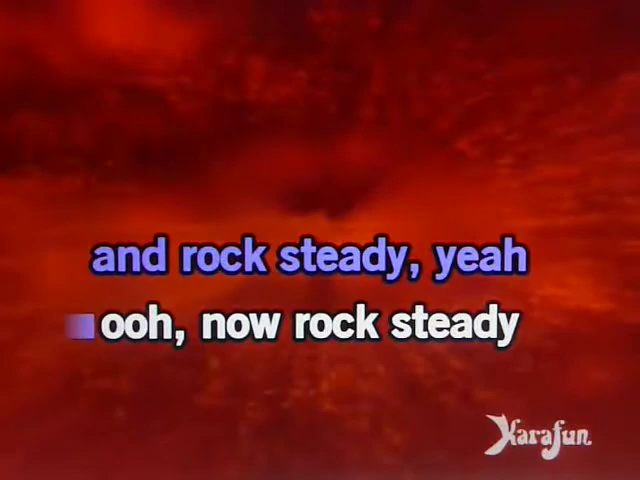 and rock steady, yeah
ooh, now rock steady
Karafun